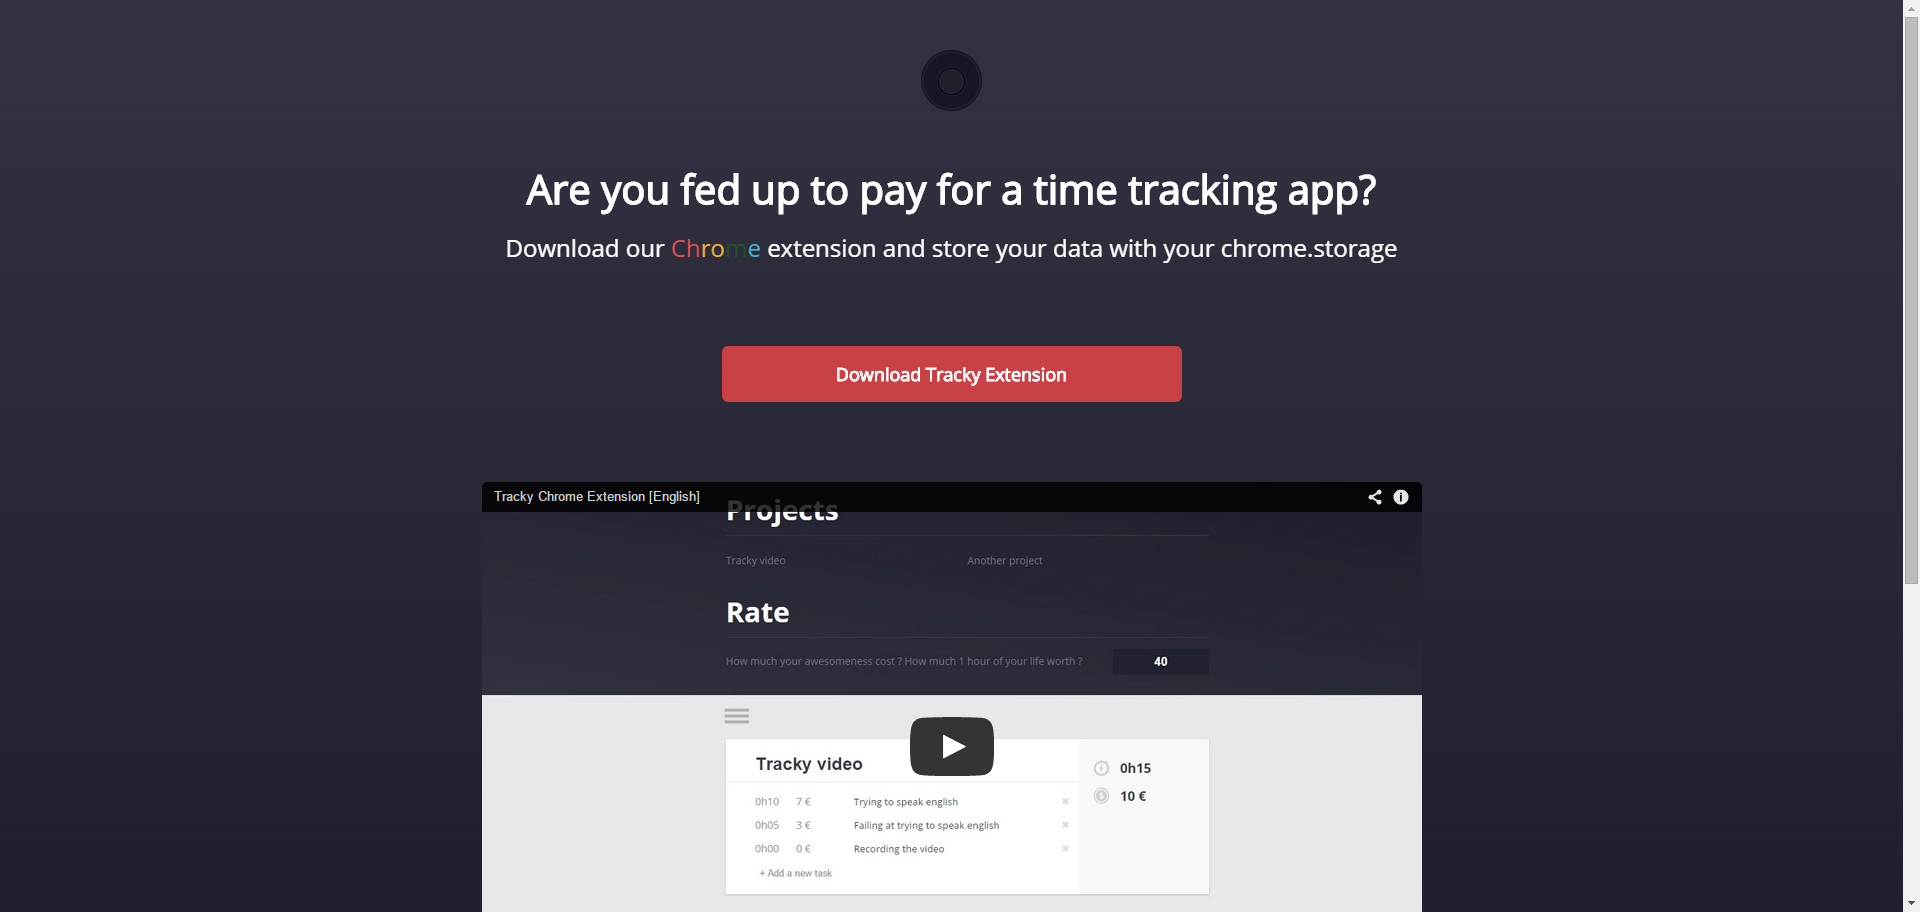 Are you fed up to pay for a time tracking app?
Download our Chrome extension and store your data with your chrome.storage
Download Tracky Extension
Tracky Chrome Extension [English]
Projects
Tracky video Another project
Rate
How much your awesomeness cost ? How much 1 hour of your life worth ? 40
Tracky video
0h15
10 €
0h10 7 € Trying to speak english
0h05 3 € Failing at trying to speak english
0h00 0 € Recording the video
+ Add a new task